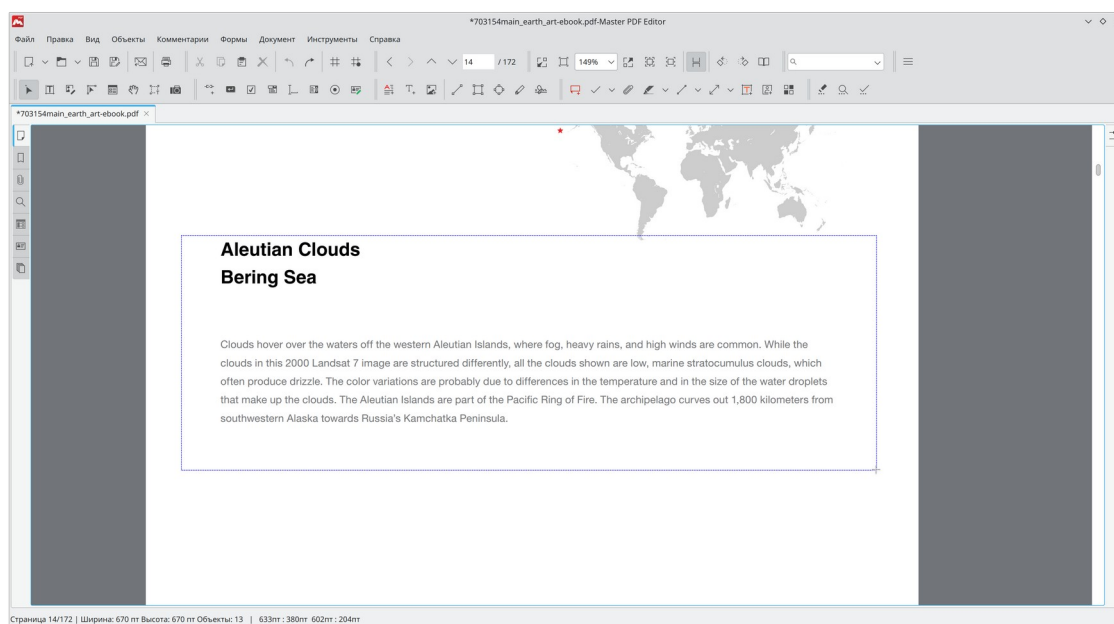 *703154main_earth_art-ebook.pdf-Master PDF Editor
Файл Правка Вид Объекты Комментарии Формы Документ Инструменты Справка
14 / 172 149%
*703154main_earth_art-ebook.pdf
Aleutian Clouds
Bering Sea
Clouds hover over the waters off the western Aleutian Islands, where fog, heavy rains, and high winds are common. While the
clouds in this 2000 Landsat 7 image are structured differently, all the clouds shown are low, marine stratocumulus clouds, which
often produce drizzle. The color variations are probably due to differences in the temperature and in the size of the water droplets
that make up the clouds. The Aleutian Islands are part of the Pacific Ring of Fire. The archipelago curves out 1,800 kilometers from
southwestern Alaska towards Russia's Kamchatka Peninsula.
Страница 14/172 | Ширина: 670 пт Высота: 670 пт Объекты: 13 | 633пт : 380пт 602пт : 204пт